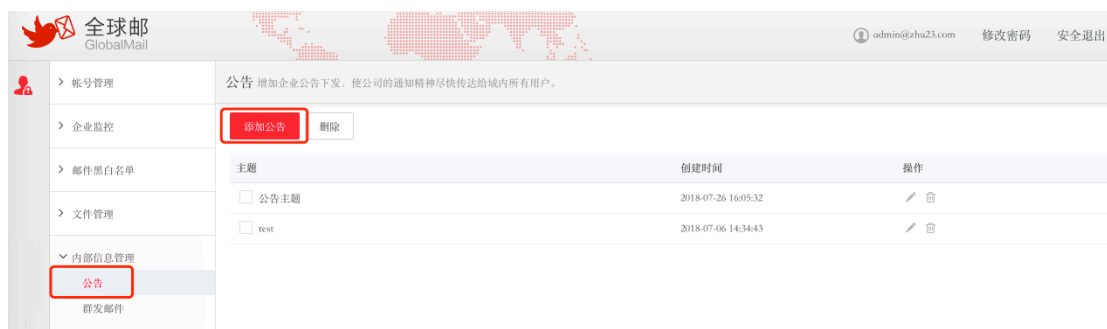 全球邮
GlobalMail
admin@zhu23.com 修改密码 安全退出
帐号管理
企业监控
邮件黑白名单
文件管理
内部信息管理
公告
群发邮件
公告 增加企业公告下发，使公司的通知精神尽快传达给域内所有用户。
添加公告 删除
主题 创建时间 操作
公告主题 2018-07-26 16:05:32
test 2018-07-06 14:34:43